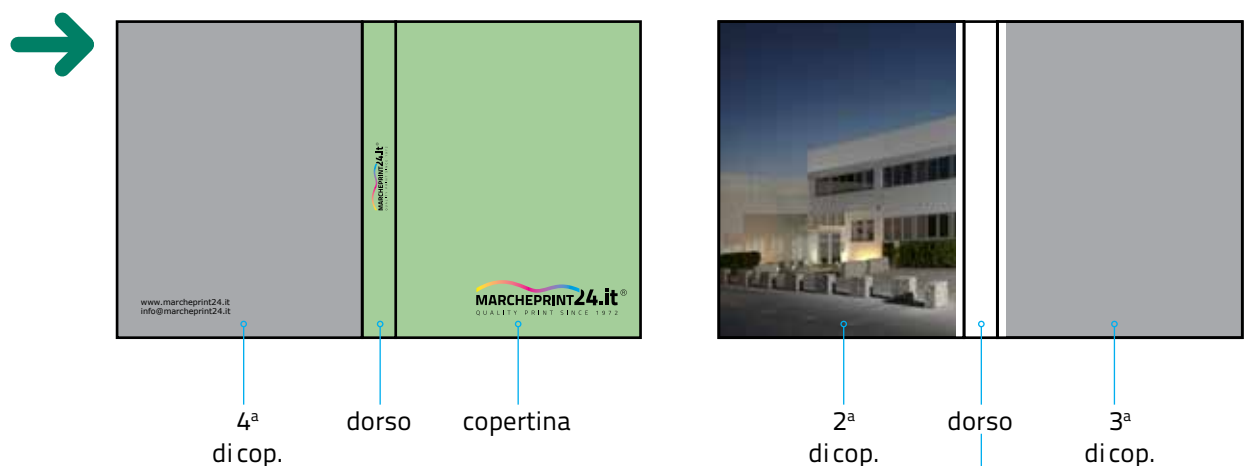 MARCHEPRINT24.it
www.marcheprint24.it
info@marcheprint24.it
MARCHEPRINT24.it®
QUALITY PRINT SINCE 1972
4ª
di cop.
dorso
copertina
2ª
di cop.
dorso
3ª
di cop.